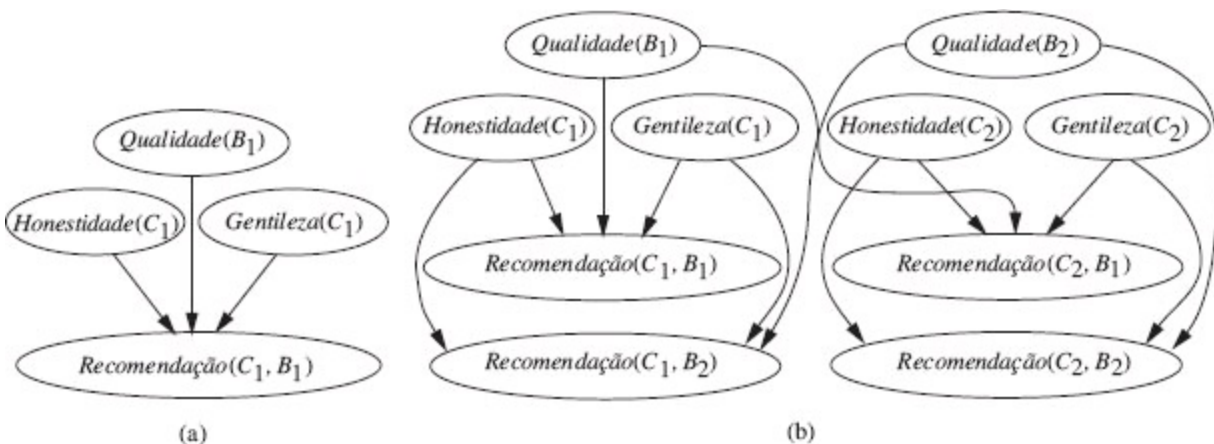 Qualidade(B1)
Honestidade(C1)
Gentileza(C1)
Recomendação(C1, B1)
(a)
Qualidade(B1)
Qualidade(B2)
Honestidade(C1)
Gentileza(C1)
Honestidade(C2)
Gentileza(C2)
Recomendação(C1, B1)
Recomendação(C2, B1)
Recomendação(C1, B2)
Recomendação(C2, B2)
(b)